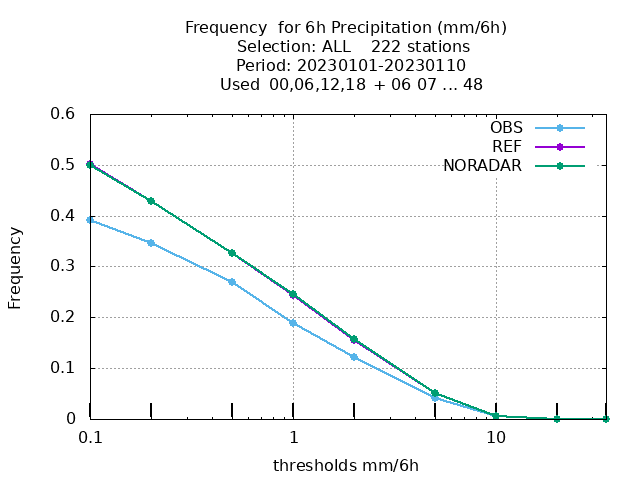 Frequency  for 6h Precipitation (mm/6h)
Selection: ALL    222 stations
Period: 20230101-20230110
Used  00,06,12,18  + 06 07 ... 48
0.6
OBS
REF
NORADAR
0.5
0.4
0.3
0.2
0.1
0
Frequency
0.1
1
10
thresholds mm/6h